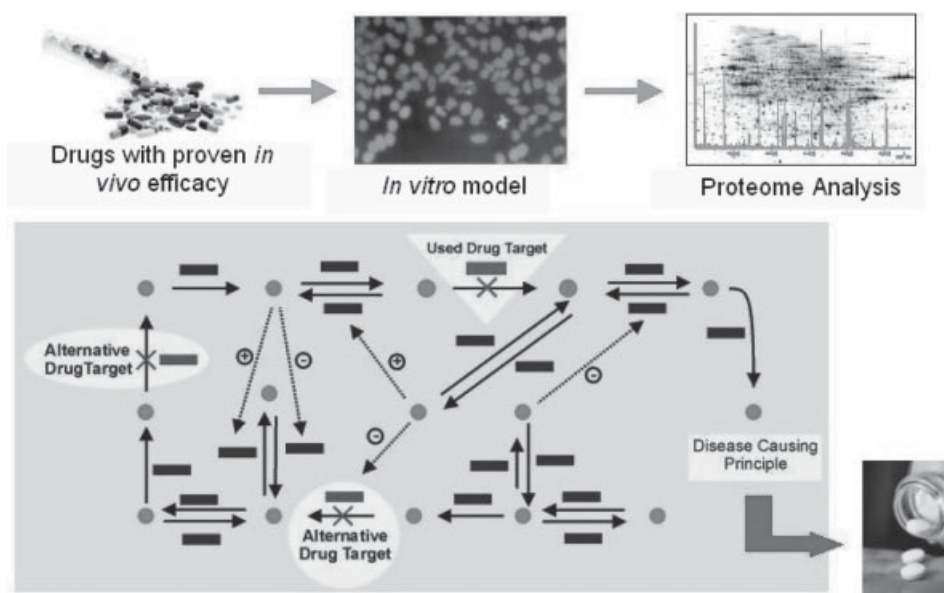 Drugs with proven in
vivo efficacy
In vitro model
Proteome Analysis
Used Drug Target
Alternative
DrugTarget
+
-
+
-
-
Disease Causing
Principle
Alternative
Drug Target